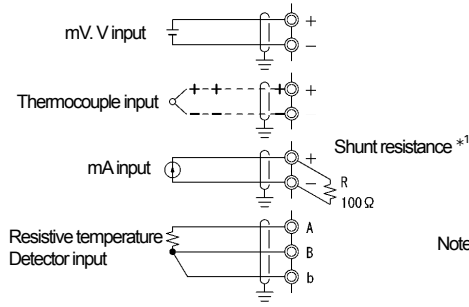 mV. V input
+
−
Thermocouple input
+ + + +
− − − −
mA input
+
−
Shunt resistance *1
R
100Ω
Resistive temperature
Detector input
A
B
b
Note